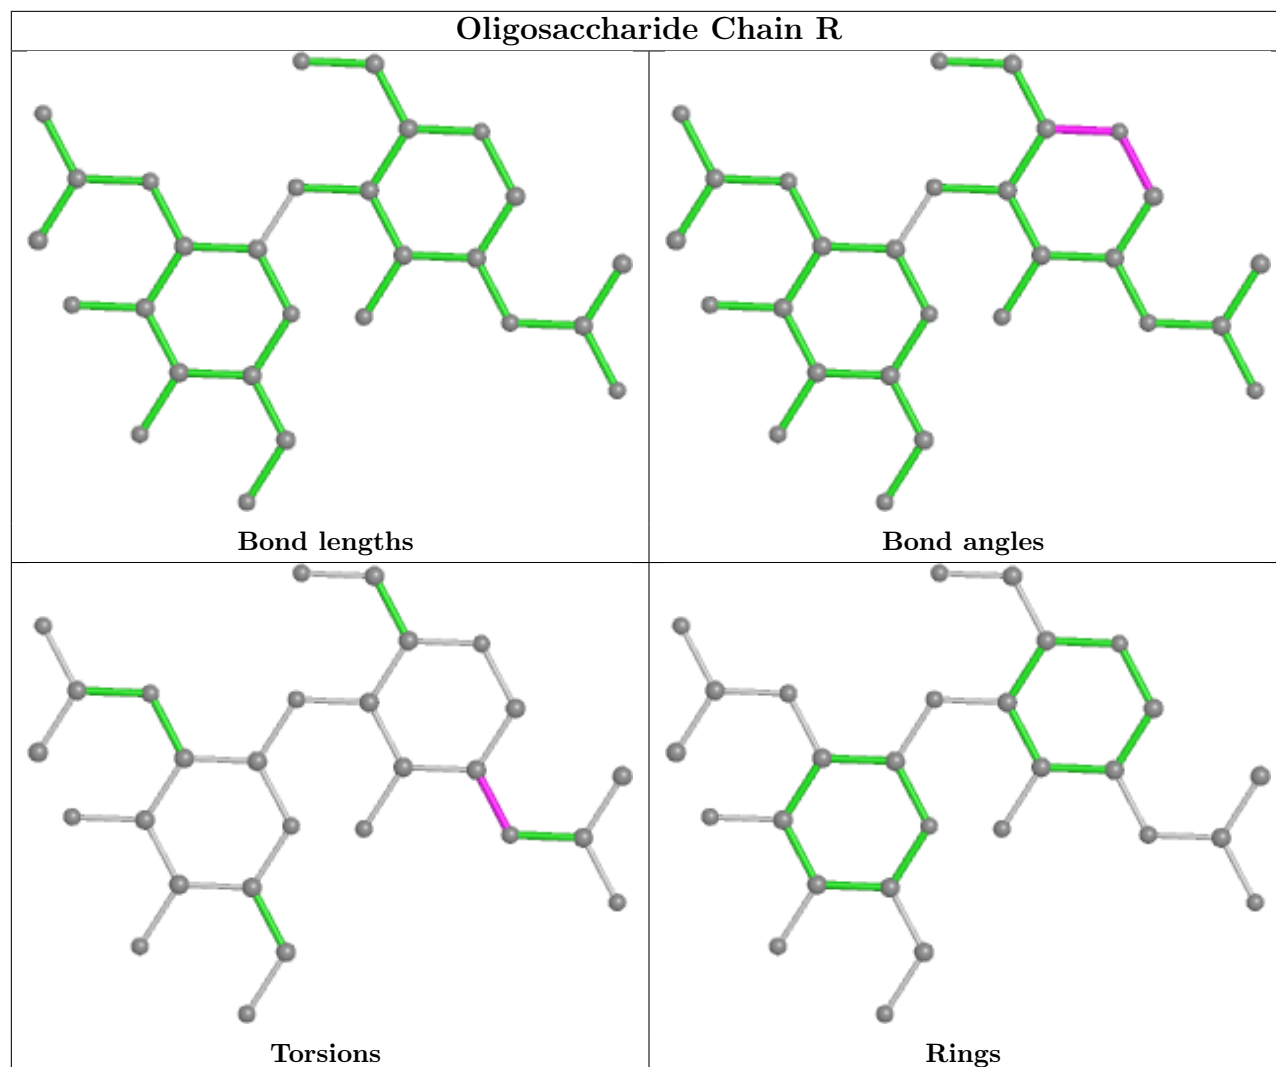 Oligosaccharide Chain R
Bond lengths
Bond angles
Torsions
Rings